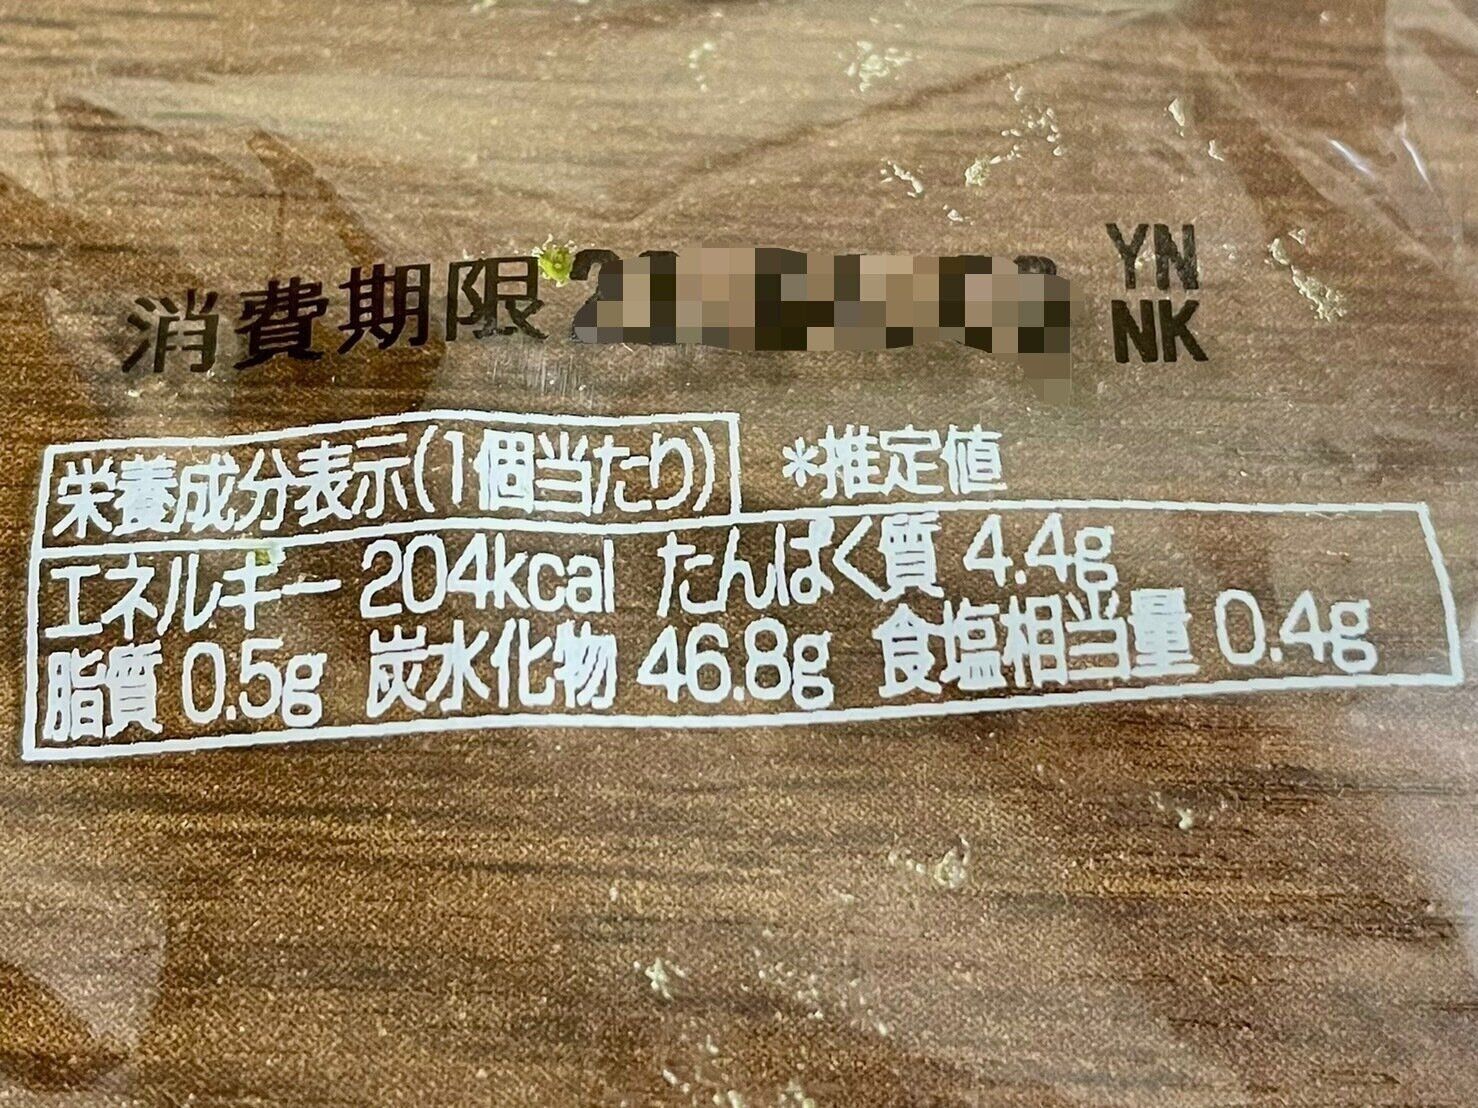 消費期限
YN
NK
栄養成分表示(1個当たり) *推定値
エネルギー 204kcal たんぱく質 4.4g
脂質 0.5g 炭水化物 46.8g 食塩相当量 0.4g